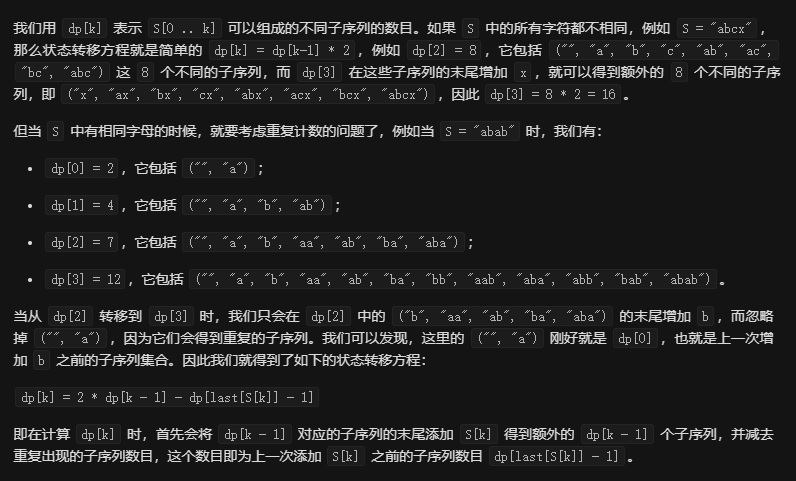 我们用 dp[k] 表示 S[0 .. k] 可以组成的不同子序列的数目。如果 S 中的所有字符都不相同，例如 S = "abcx"，
那么状态转移方程就是简单的 dp[k] = dp[k-1] * 2，例如 dp[2] = 8，它包括 ("", "a", "b", "c", "ab", "ac",
"bc", "abc") 这 8 个不同的子序列，而 dp[3] 在这些子序列的末尾增加 x，就可以得到额外的 8 个不同的子序
列，即 ("x", "ax", "bx", "cx", "abx", "acx", "bcx", "abcx")，因此 dp[3] = 8 * 2 = 16。
但当 S 中有相同字母的时候，就要考虑重复计数的问题了，例如当 S = "abab" 时，我们有：
• dp[0] = 2，它包括 ("", "a")；
• dp[1] = 4，它包括 ("", "a", "b", "ab")；
• dp[2] = 7，它包括 ("", "a", "b", "aa", "ab", "ba", "aba")；
• dp[3] = 12，它包括 ("", "a", "b", "aa", "ab", "ba", "bb", "aab", "aba", "abb", "bab", "abab")。
当从 dp[2] 转移到 dp[3] 时，我们只会在 dp[2] 中的 ("b", "aa", "ab", "ba", "aba") 的末尾增加 b，而忽略
掉 ("", "a")，因为它们会得到重复的子序列。我们可以发现，这里的 ("", "a") 刚好就是 dp[0]，也就是上一次增
加 b 之前的子序列集合。因此我们就得到了如下的状态转移方程：
dp[k] = 2 * dp[k - 1] - dp[last[S[k]] - 1]
即在计算 dp[k] 时，首先会将 dp[k - 1] 对应的子序列的末尾添加 S[k] 得到额外的 dp[k - 1] 个子序列，并减去
重复出现的子序列数目，这个数目即为上一次添加 S[k] 之前的子序列数目 dp[last[S[k]] - 1]。